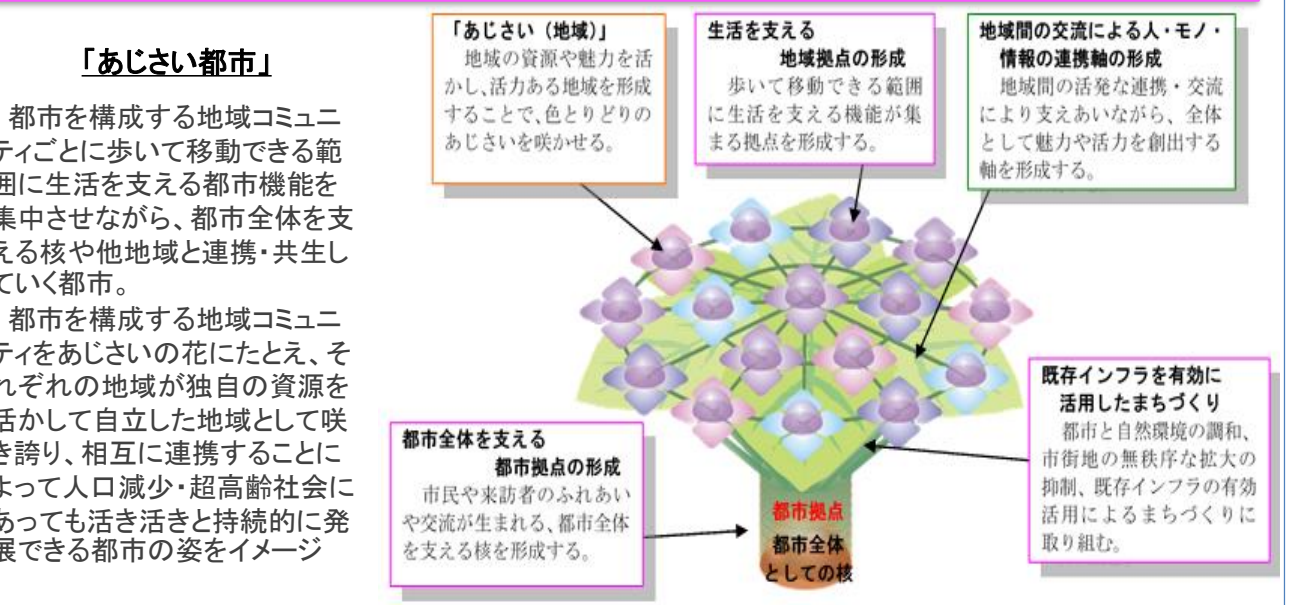 「あじさい都市」
都市を構成する地域コミュニ
ティごとに歩いて移動できる範
囲に生活を支える都市機能を
集中させながら、都市全体を支
える核や他地域と連携・共生し
ていく都市。
都市を構成する地域コミュニ
ティをあじさいの花にたとえ、そ
れぞれの地域が独自の資源を
活かして自立した地域として咲
き誇り、相互に連携することに
よって人口減少・超高齢社会に
あっても活き活きと持続的に発
展できる都市の姿をイメージ
「あじさい（地域）」
地域の資源や魅力を活
かし、活力ある地域を形成
することで、色とりどりの
あじさいを咲かせる。
生活を支える
地域拠点の形成
歩いて移動できる範囲
に生活を支える機能が集
まる拠点を形成する。
地域間の交流による人・モノ・
情報の連携軸の形成
地域間の活発な連携・交流
により支えあいながら、全体
として魅力や活力を創出する
軸を形成する。
既存インフラを有効に
活用したまちづくり
都市と自然環境の調和、
市街地の無秩序な拡大の
抑制、既存インフラの有効
活用によるまちづくりに
取り組む。
都市全体を支える
都市拠点の形成
市民や来訪者のふれあい
や交流が生まれる、都市全体
を支える核を形成する。
都市拠点
都市全体
としての核